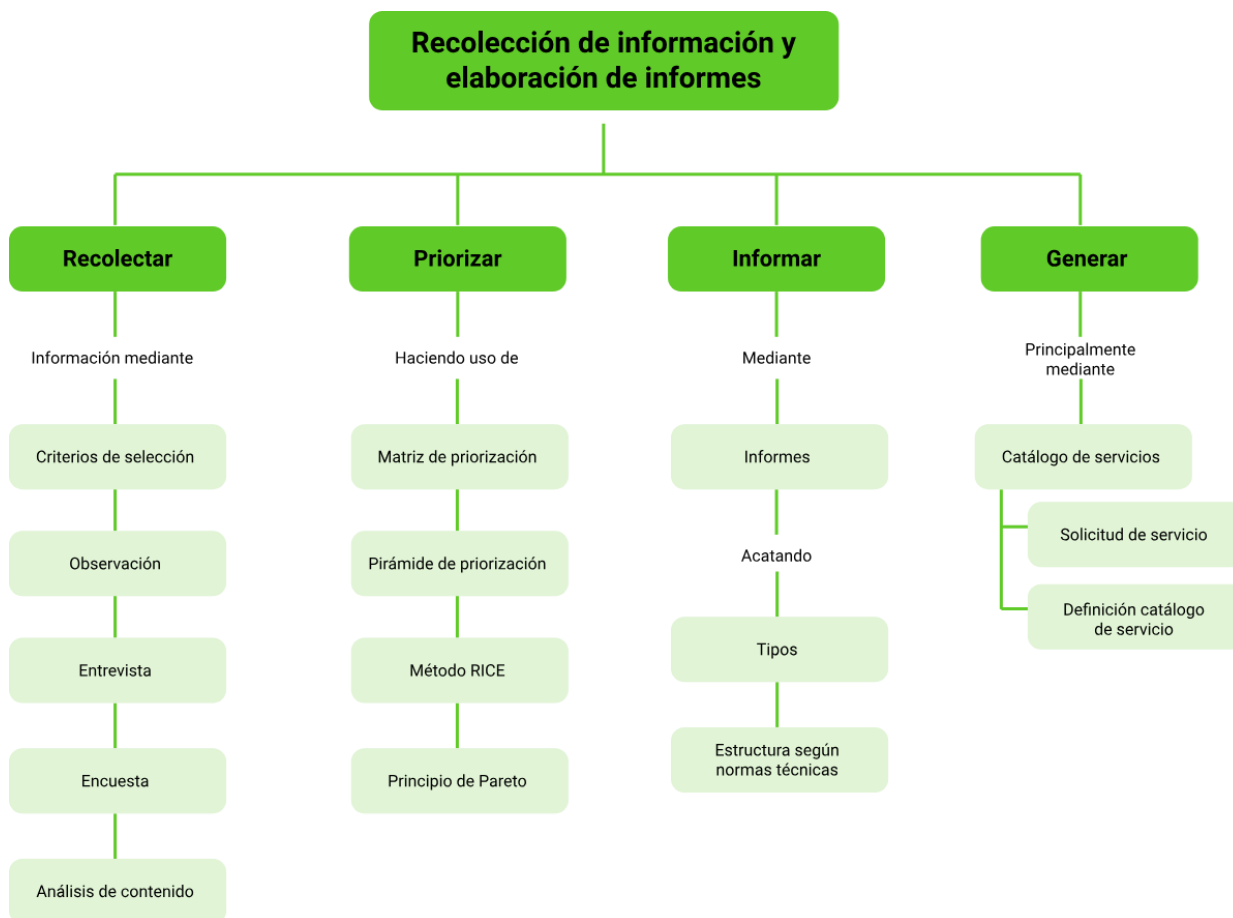 Recolección de información y
elaboración de informes
Recolectar
Información mediante
Criterios de selección
Observación
Entrevista
Encuesta
Análisis de contenido
Priorizar
Haciendo uso de
Matriz de priorización
Pirámide de priorización
Método RICE
Principio de Pareto
Informar
Mediante
Informes
Acatando
Tipos
Estructura según
normas técnicas
Generar
Principalmente
mediante
Catálogo de servicios
Solicitud de servicio
Definición catálogo
de servicio